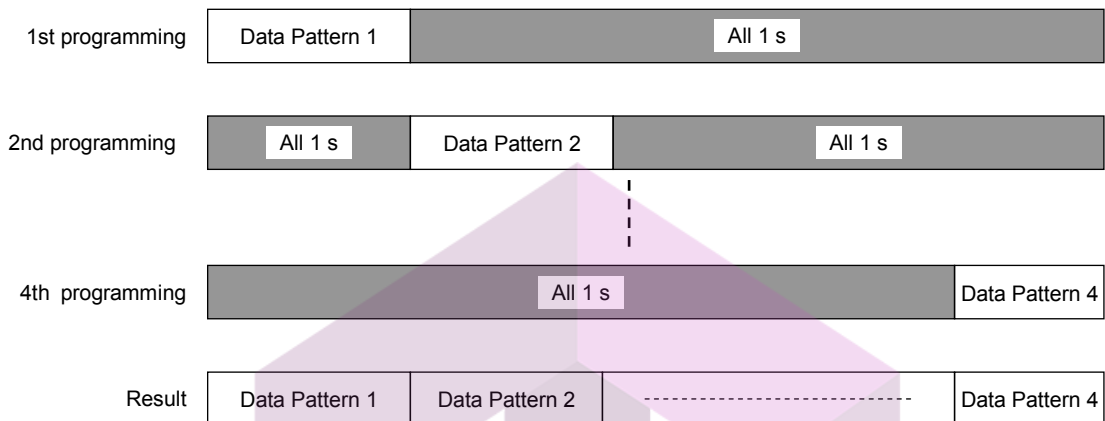 1st programming Data Pattern 1 All 1 s
2nd programming All 1 s Data Pattern 2 All 1 s
4th programming All 1 s Data Pattern 4
Result Data Pattern 1 Data Pattern 2 Data Pattern 4